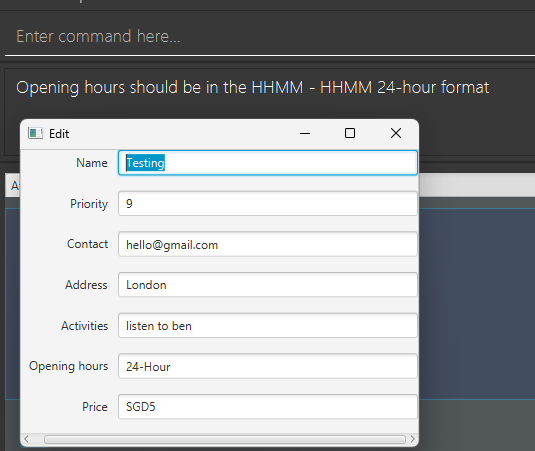 Enter command here...
Opening hours should be in the HHMM - HHMM 24-hour format
Edit
Name Testing
Priority 9
Contact hello@gmail.com
Address London
Activities listen to ben
Opening hours 24-Hour
Price SGD5